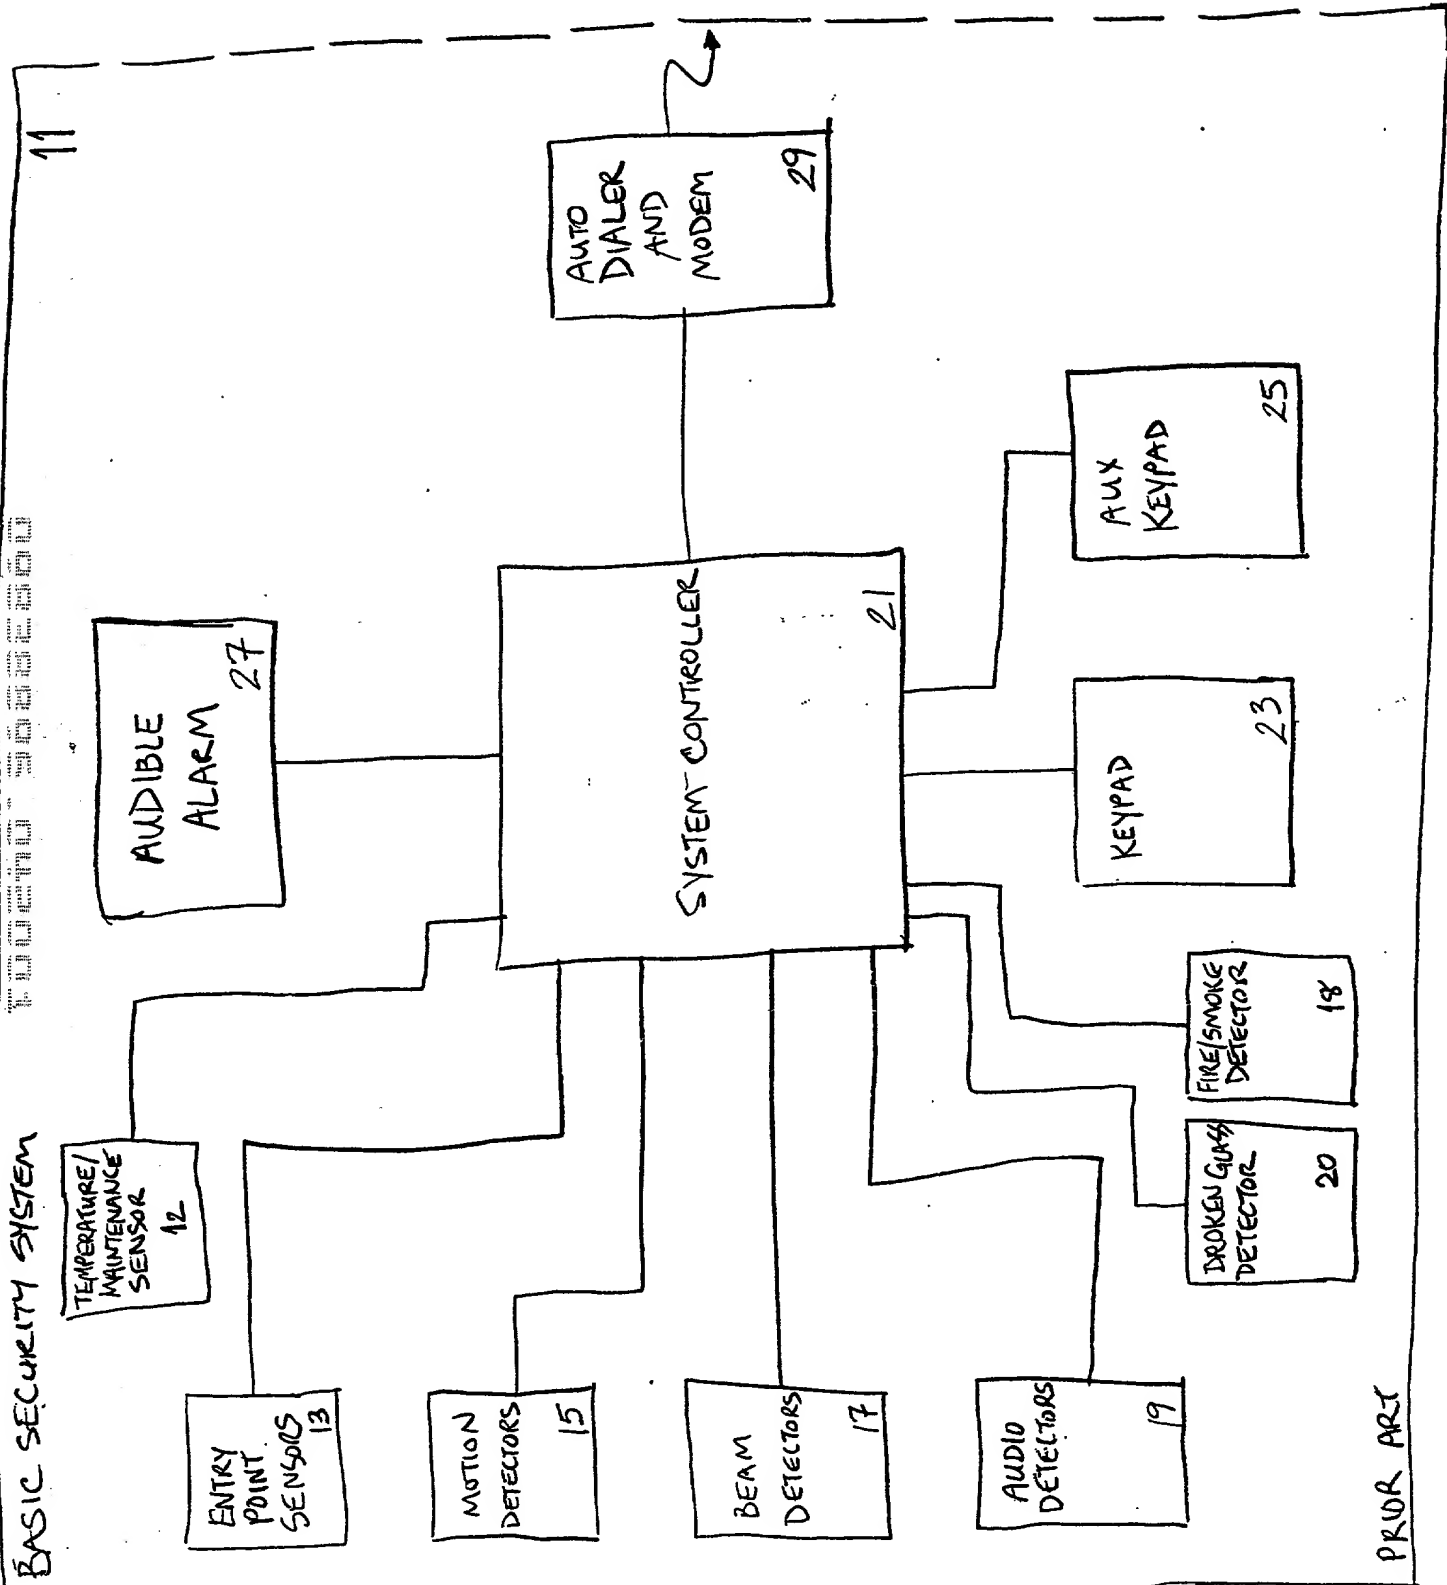 BASIC SECURITY SYSTEM
11
TEMPERATURE/
MAINTENANCE
SENSOR
12
AUDIBLE
ALARM
27
ENTRY
POINT
SENSORS
13
MOTION
DETECTORS
15
BEAM
DETECTORS
17
AUDIO
DETECTORS
19
SYSTEM CONTROLLER
21
AUTO
DIALER
AND
MODEM
29
DROKEN GLASS
DETECTOR
20
FIRE/SMOKE
DETECTOR
18
KEYPAD
23
AUX
KEYPAD
25
PRIOR ART